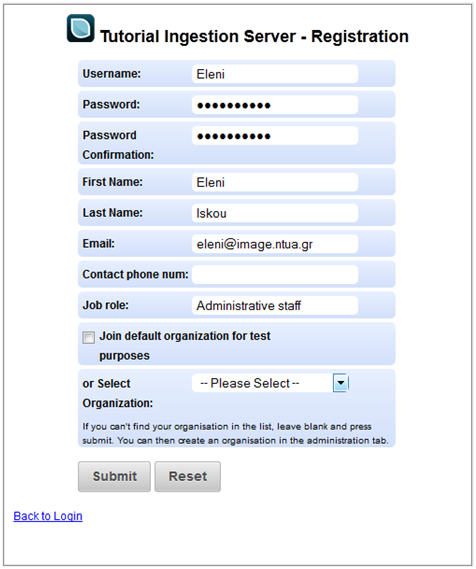 Tutorial Ingestion Server - Registration
Username: Eleni
Password: ●●●●●●●●●●
Password ●●●●●●●●●●
Confirmation:
First Name: Eleni
Last Name: Iskou
Email: eleni@image.ntua.gr
Contact phone num:
Job role: Administrative staff
Join default organization for test
purposes
or Select -- Please Select --
Organization:
If you can't find your organisation in the list, leave blank and press
submit. You can then create an organisation in the administration tab.
Submit Reset
Back to Login